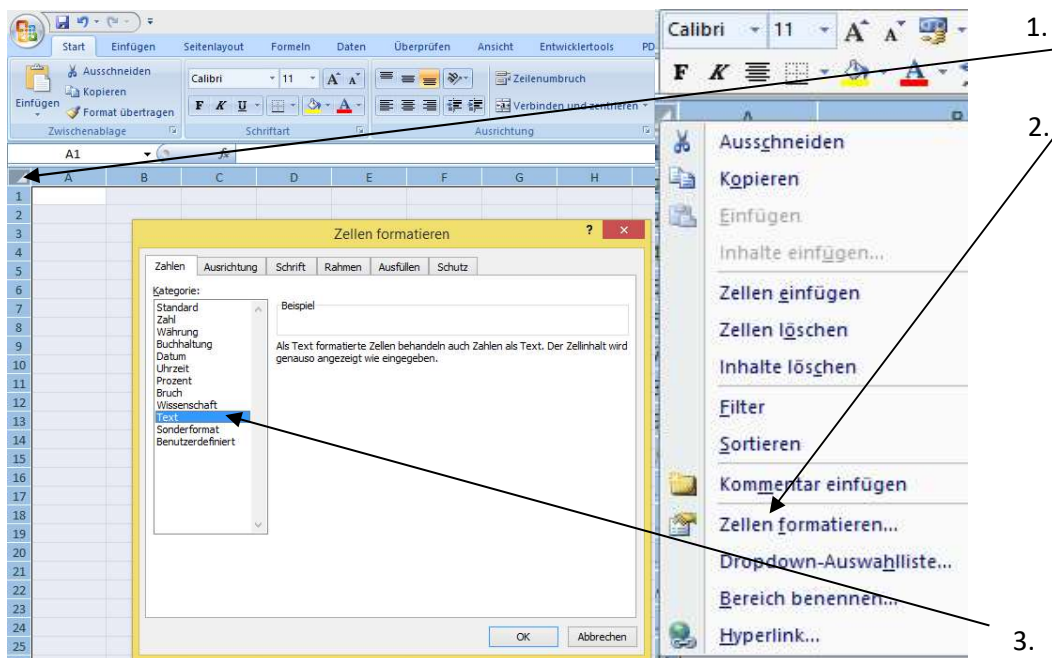 Start Einfügen Seitenlayout Formeln Daten Überprüfen Ansicht Entwicklertools PD
Einfügen
Ausschneiden
Kopieren
Format übertragen
Zwischenablage
Calibri 11 A A
F K U A
Schriftart
Zeilenumbruch
Verbinden und zentrieren
Ausrichtung
A1 fx
A B C D E F G H
1
2
3
4
5
6
7
8
9
10
11
12
13
14
15
16
17
18
19
20
21
22
23
24
25
Zellen formatieren ?
Zahlen Ausrichtung Schrift Rahmen Ausfüllen Schutz
Kategorie:
Standard
Zahl
Währung
Buchhaltung
Datum
Uhrzeit
Prozent
Bruch
Wissenschaft
Text
Sonderformat
Benutzerdefiniert
Beispiel
Als Text formatierte Zellen behandeln auch Zahlen als Text. Der Zellinhalt wird
genauso angezeigt wie eingegeben.
OK Abbrechen
Calibri 11 A A
F K A
A B
Ausschneiden
Kopieren
Einfügen
Inhalte einfügen...
Zellen einfügen
Zellen löschen
Inhalte löschen
Filter
Sortieren
Kommentar einfügen
Zellen formatieren...
Dropdown-Auswahlliste...
Bereich benennen...
Hyperlink...
1.
2.
3.